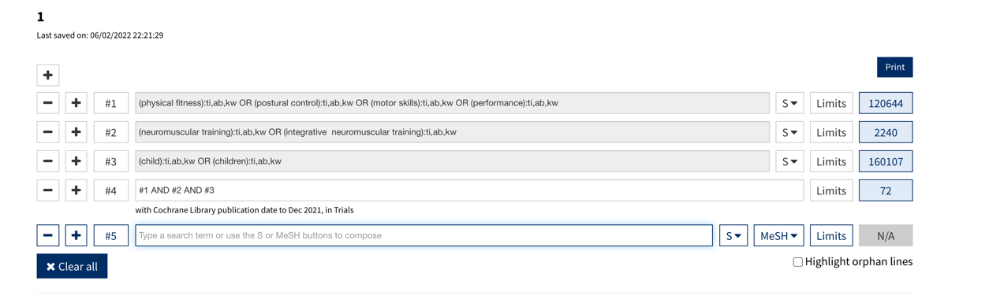 1
Last saved on: 06/02/2022 22:21:29
Print
+
− + #1 (physical fitness):ti,ab,kw OR (postural control):ti,ab,kw OR (motor skills):ti,ab,kw OR (performance):ti,ab,kw S▾ Limits 120644
− + #2 (neuromuscular training):ti,ab,kw OR (integrative  neuromuscular training):ti,ab,kw S▾ Limits 2240
− + #3 (child):ti,ab,kw OR (children):ti,ab,kw S▾ Limits 160107
− + #4 #1 AND #2 AND #3 Limits 72
with Cochrane Library publication date to Dec 2021, in Trials
− + #5 Type a search term or use the S or MeSH buttons to compose S▾ MeSH▾ Limits N/A
✖ Clear all Highlight orphan lines